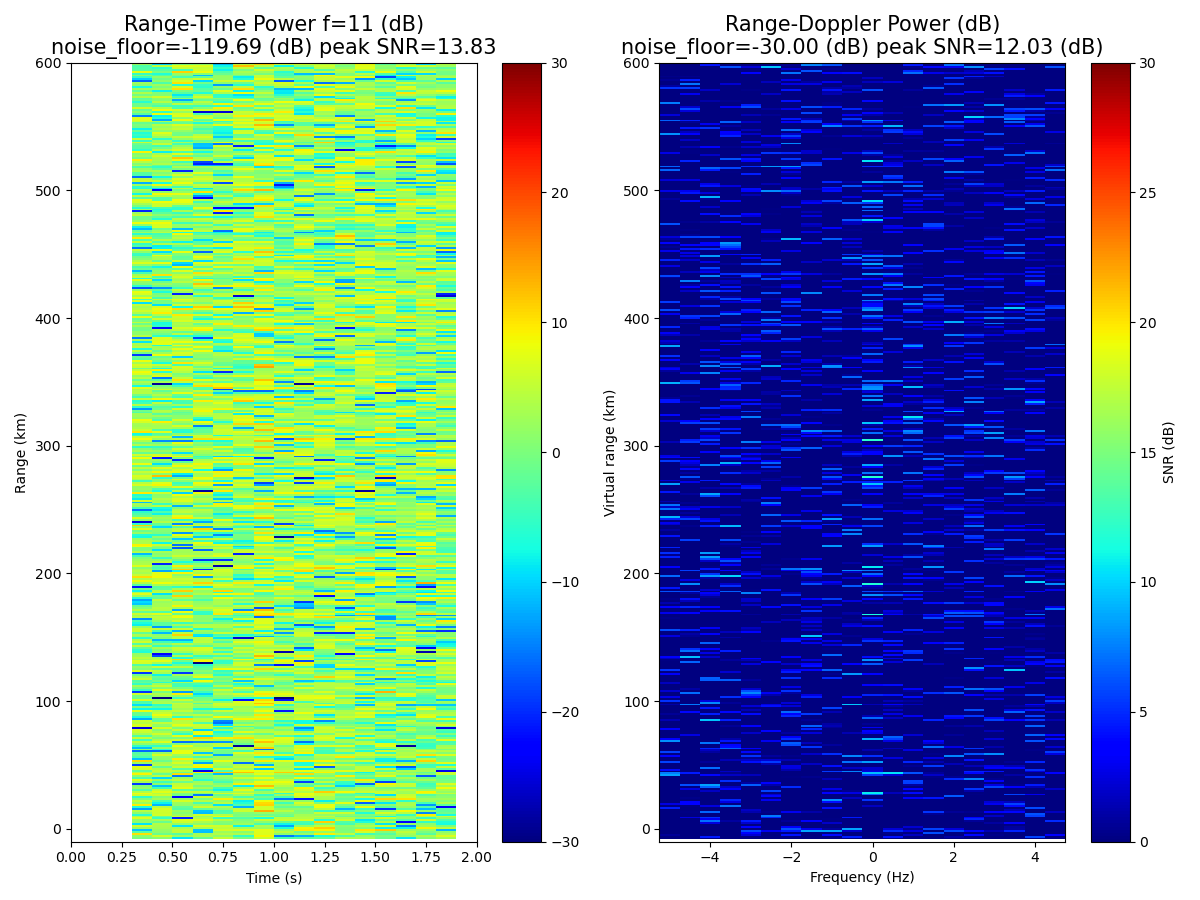 Range-Time Power f=11 (dB)
noise_floor=-119.69 (dB) peak SNR=13.83
Range (km)
600
500
400
300
200
100
0
0.00 0.25 0.50 0.75 1.00 1.25 1.50 1.75 2.00
Time (s)
30
20
10
0
−10
−20
−30
Range-Doppler Power (dB)
noise_floor=-30.00 (dB) peak SNR=12.03 (dB)
Virtual range (km)
600
500
400
300
200
100
0
−4 −2 0 2 4
Frequency (Hz)
30
25
20
15
10
5
0
SNR (dB)